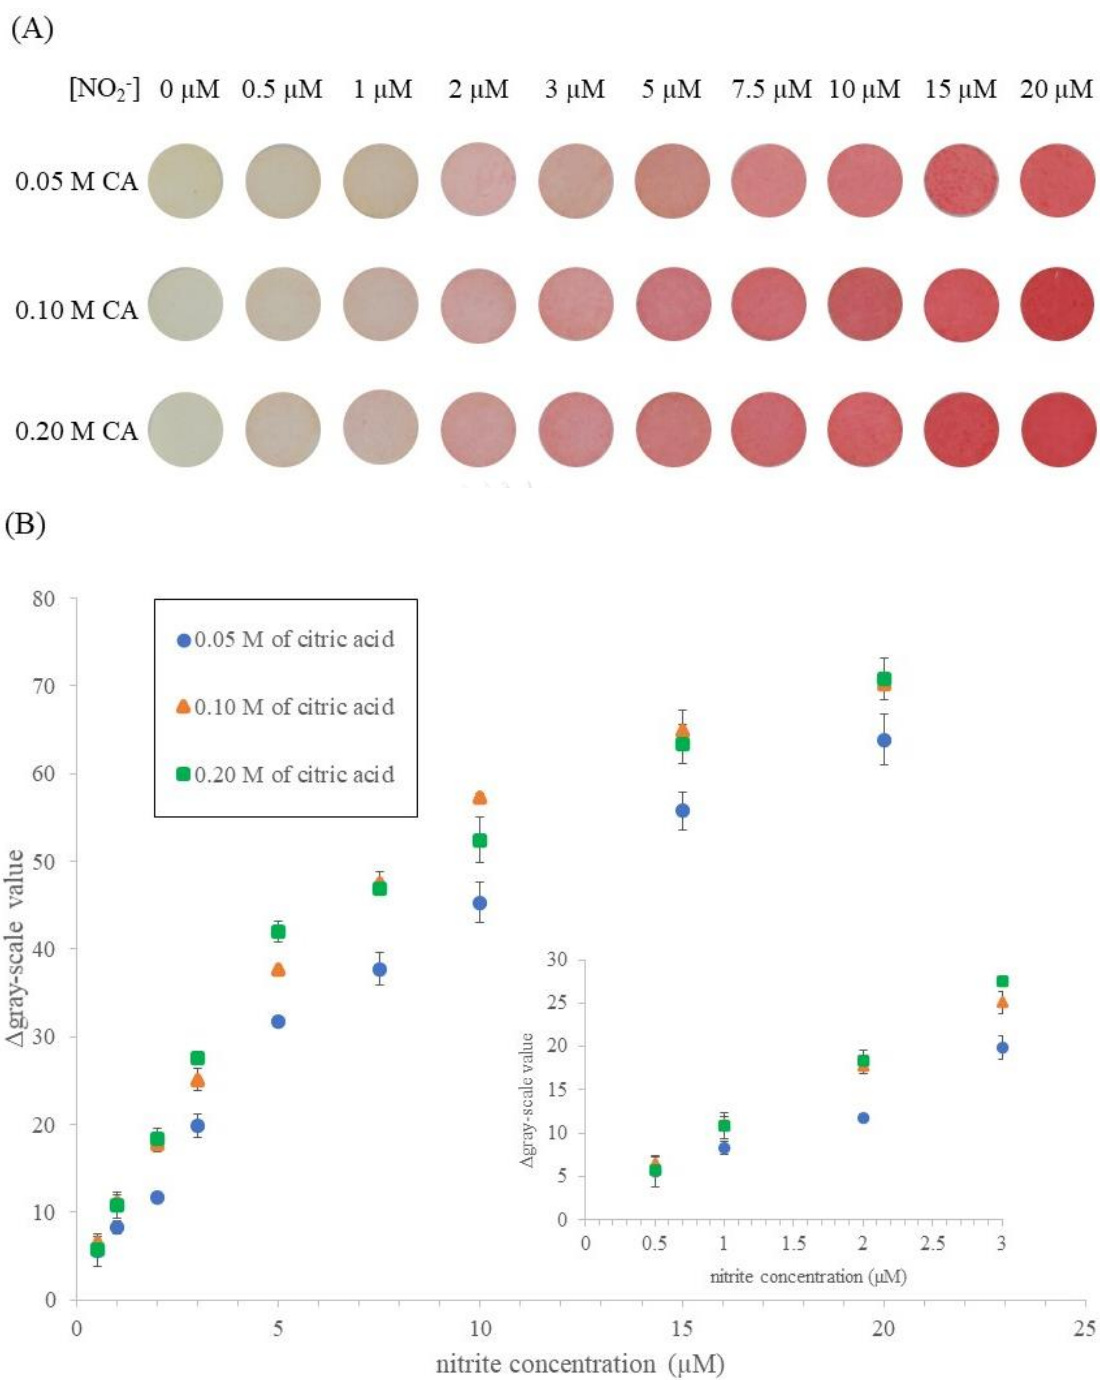 (A)
[NO₂⁻] 0 μM 0.5 μM 1 μM 2 μM 3 μM 5 μM 7.5 μM 10 μM 15 μM 20 μM
0.05 M CA
0.10 M CA
0.20 M CA
(B)
80
70
60
50
40
30
20
10
0
Δgray-scale value
0.05 M of citric acid
0.10 M of citric acid
0.20 M of citric acid
30
25
20
15
10
5
0
Δgray-scale value
0 0.5 1 1.5 2 2.5 3
nitrite concentration (μM)
0 5 10 15 20 25
nitrite concentration (μM)